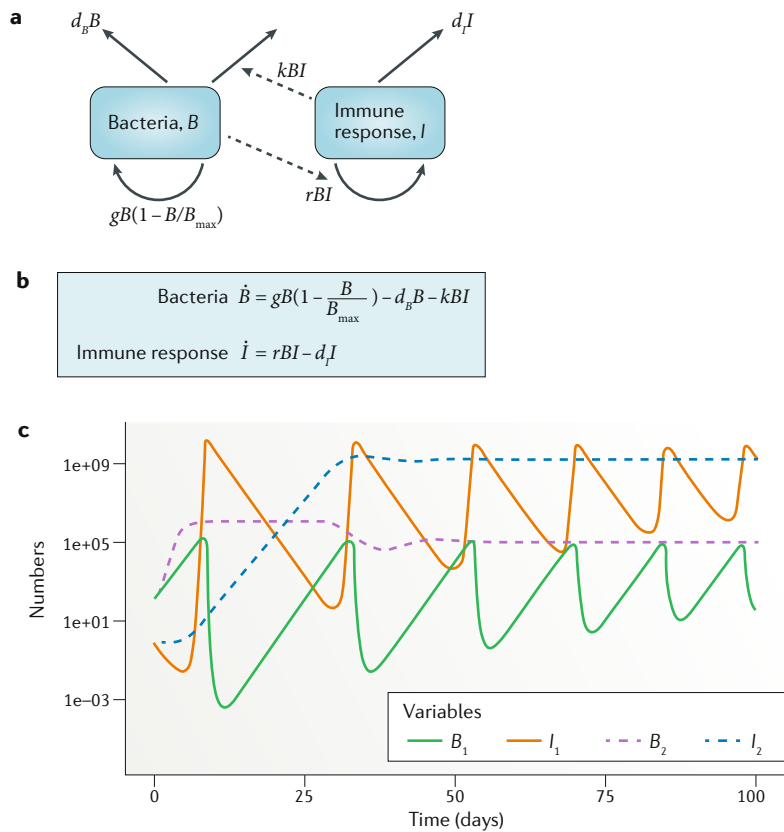 a
d_B B
d_I I
kBI
Bacteria, B
Immune
response, I
rBI
gB(1 – B/B_max)
b
Bacteria Ḃ = gB(1 – B/B_max) – d_B B – kBI
Immune response İ = rBI – d_I I
c
1e+09
1e+05
1e+01
1e–03
Numbers
Variables
B_1 I_1 B_2 I_2
0 25 50 75 100
Time (days)